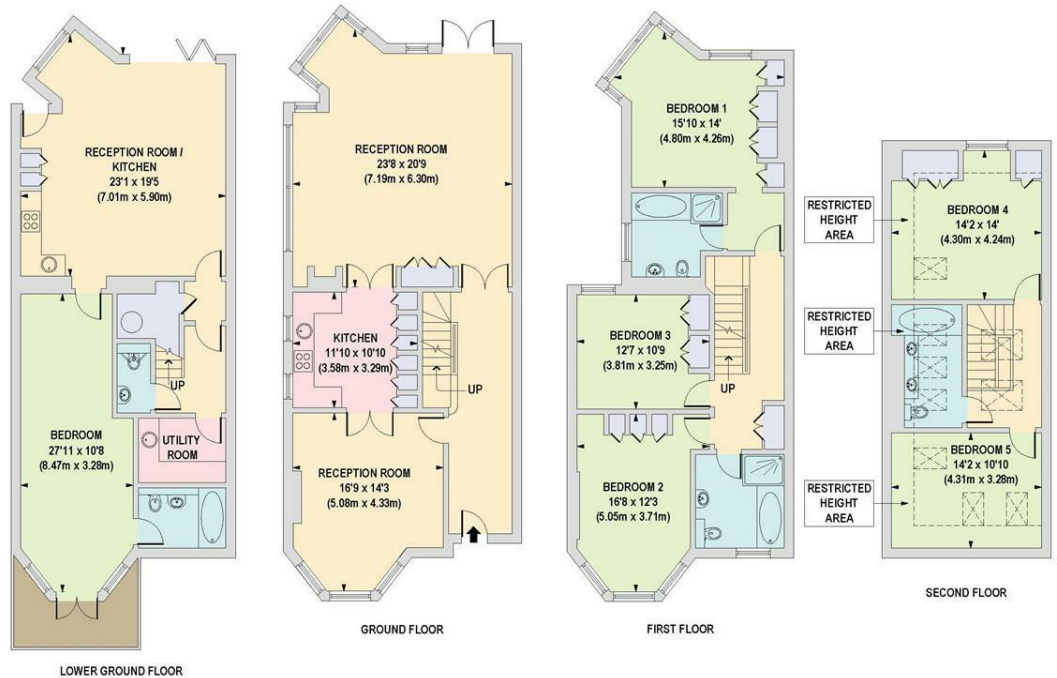 RECEPTION ROOM /
KITCHEN
23'1 x 19'5
(7.01m x 5.90m)
BEDROOM
27'11 x 10'8
(8.47m x 3.28m)
UP
UTILITY
ROOM
LOWER GROUND FLOOR
RECEPTION ROOM
23'8 x 20'9
(7.19m x 6.30m)
KITCHEN
11'10 x 10'10
(3.58m x 3.29m)
UP
RECEPTION ROOM
16'9 x 14'3
(5.08m x 4.33m)
GROUND FLOOR
BEDROOM 1
15'10 x 14'
(4.80m x 4.26m)
BEDROOM 3
12'7 x 10'9
(3.81m x 3.25m)
UP
BEDROOM 2
16'8 x 12'3
(5.05m x 3.71m)
FIRST FLOOR
RESTRICTED
HEIGHT
AREA
BEDROOM 4
14'2 x 14'
(4.30m x 4.24m)
RESTRICTED
HEIGHT
AREA
RESTRICTED
HEIGHT
AREA
BEDROOM 5
14'2 x 10'10
(4.31m x 3.28m)
SECOND FLOOR